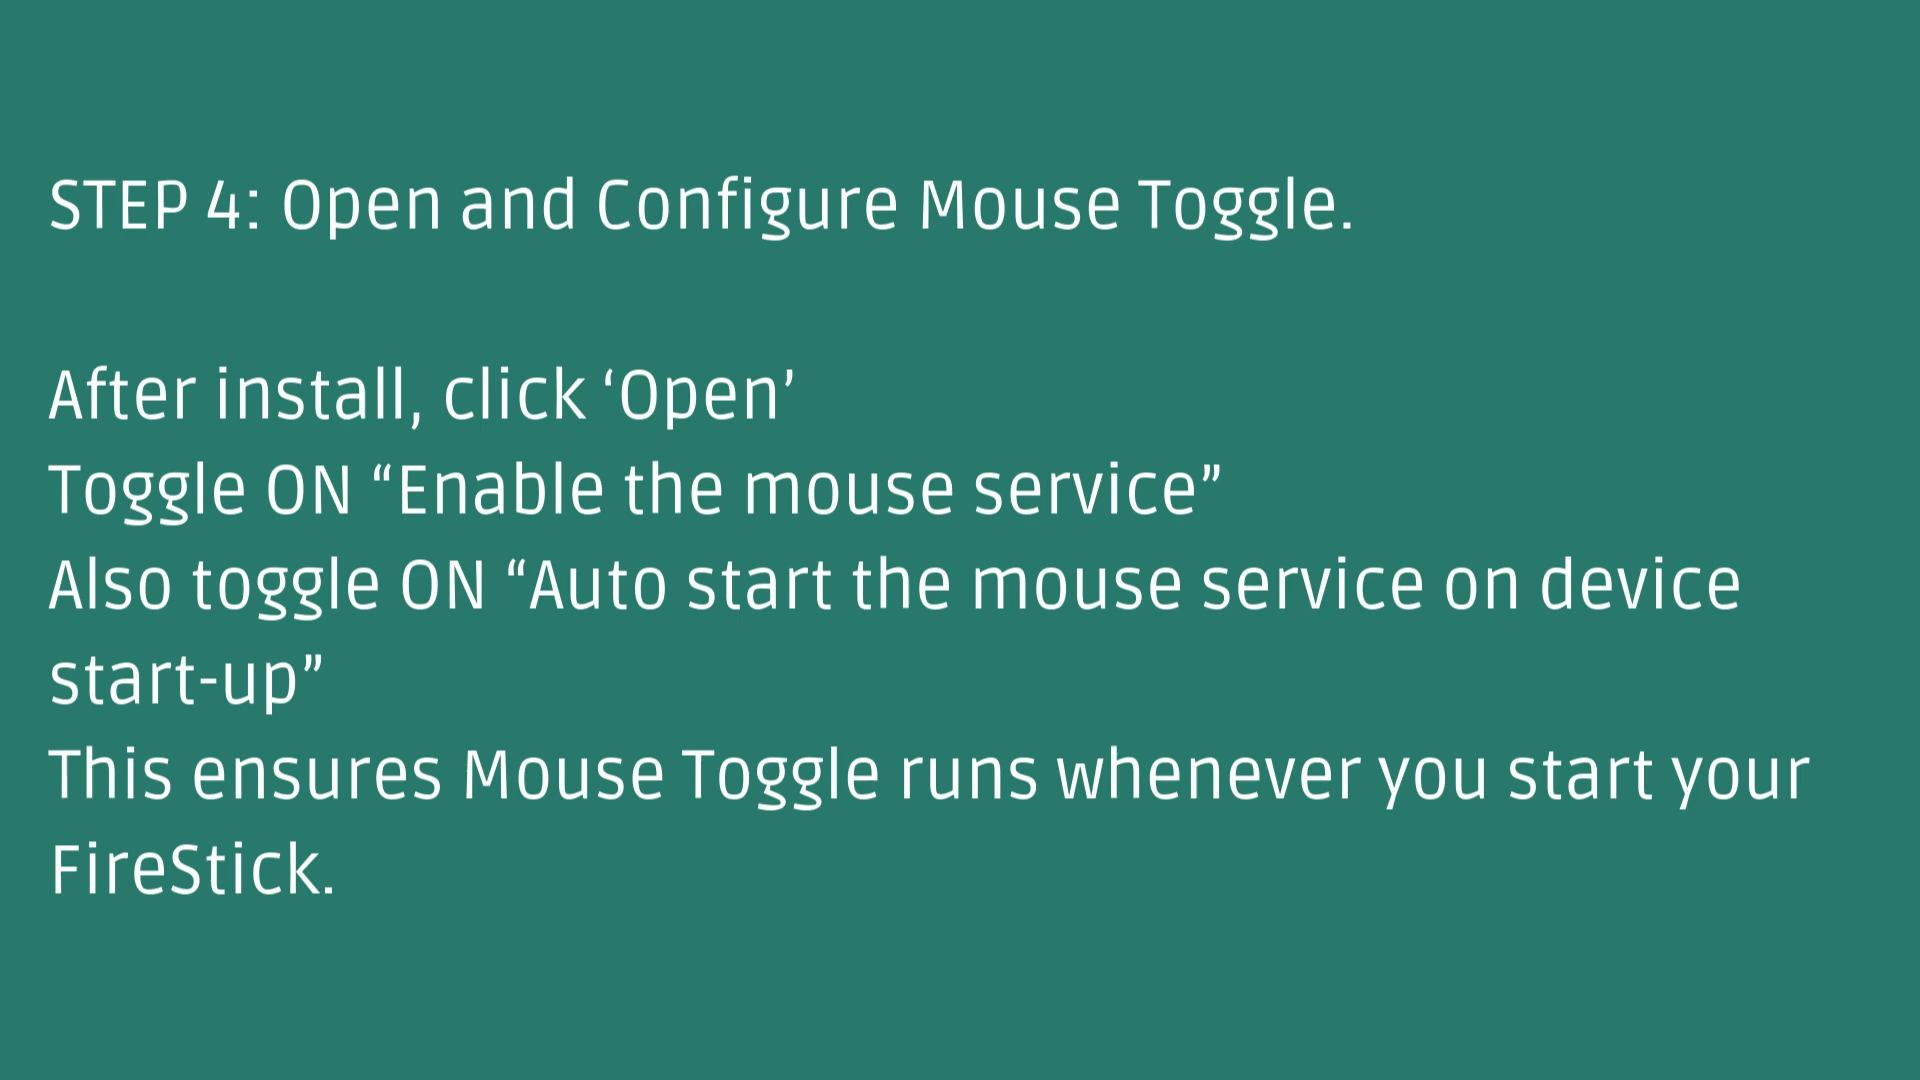 STEP 4: Open and Configure Mouse Toggle.
After install, click ‘Open’
Toggle ON “Enable the mouse service”
Also toggle ON “Auto start the mouse service on device
start-up”
This ensures Mouse Toggle runs whenever you start your
FireStick.